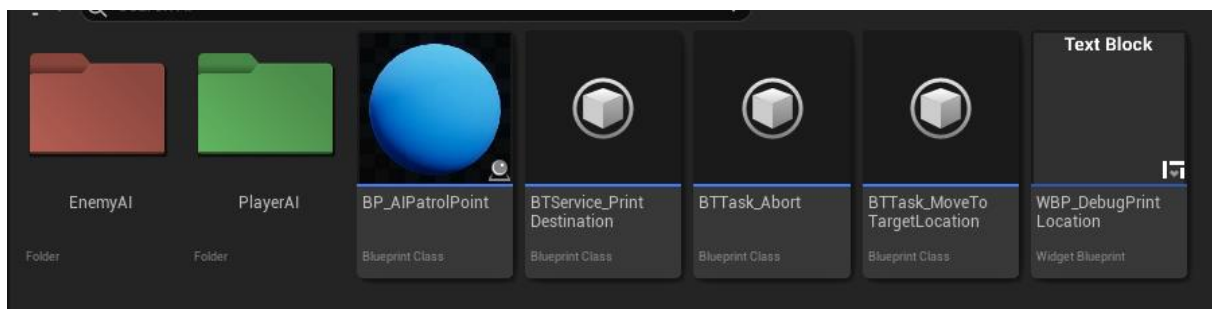 Text Block
EnemyAI
PlayerAI
BP_AIPatrolPoint
BTService_Print
Destination
BTTask_Abort
BTTask_MoveTo
TargetLocation
WBP_DebugPrint
Location
Folder
Folder
Blueprint Class
Blueprint Class
Blueprint Class
Blueprint Class
Widget Blueprint